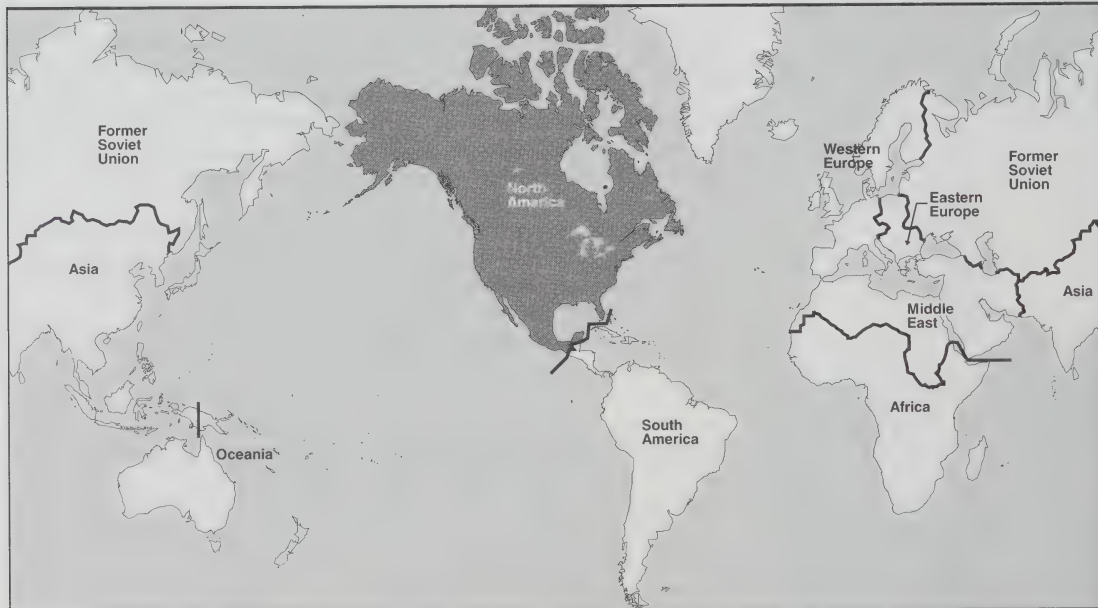 Former
Soviet
Union
Asia
Oceania
North
America
South
America
Western
Europe
Eastern
Europe
Former
Soviet
Union
Asia
Middle
East
Africa